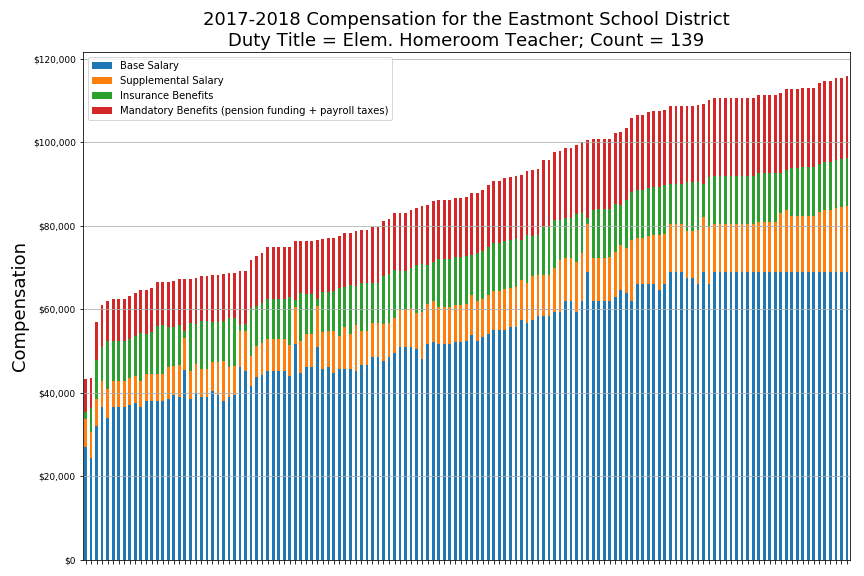 2017-2018 Compensation for the Eastmont School District
Duty Title = Elem. Homeroom Teacher; Count = 139
Base Salary
Supplemental Salary
Insurance Benefits
Mandatory Benefits (pension funding + payroll taxes)
Compensation
$120,000
$100,000
$80,000
$60,000
$40,000
$20,000
$0